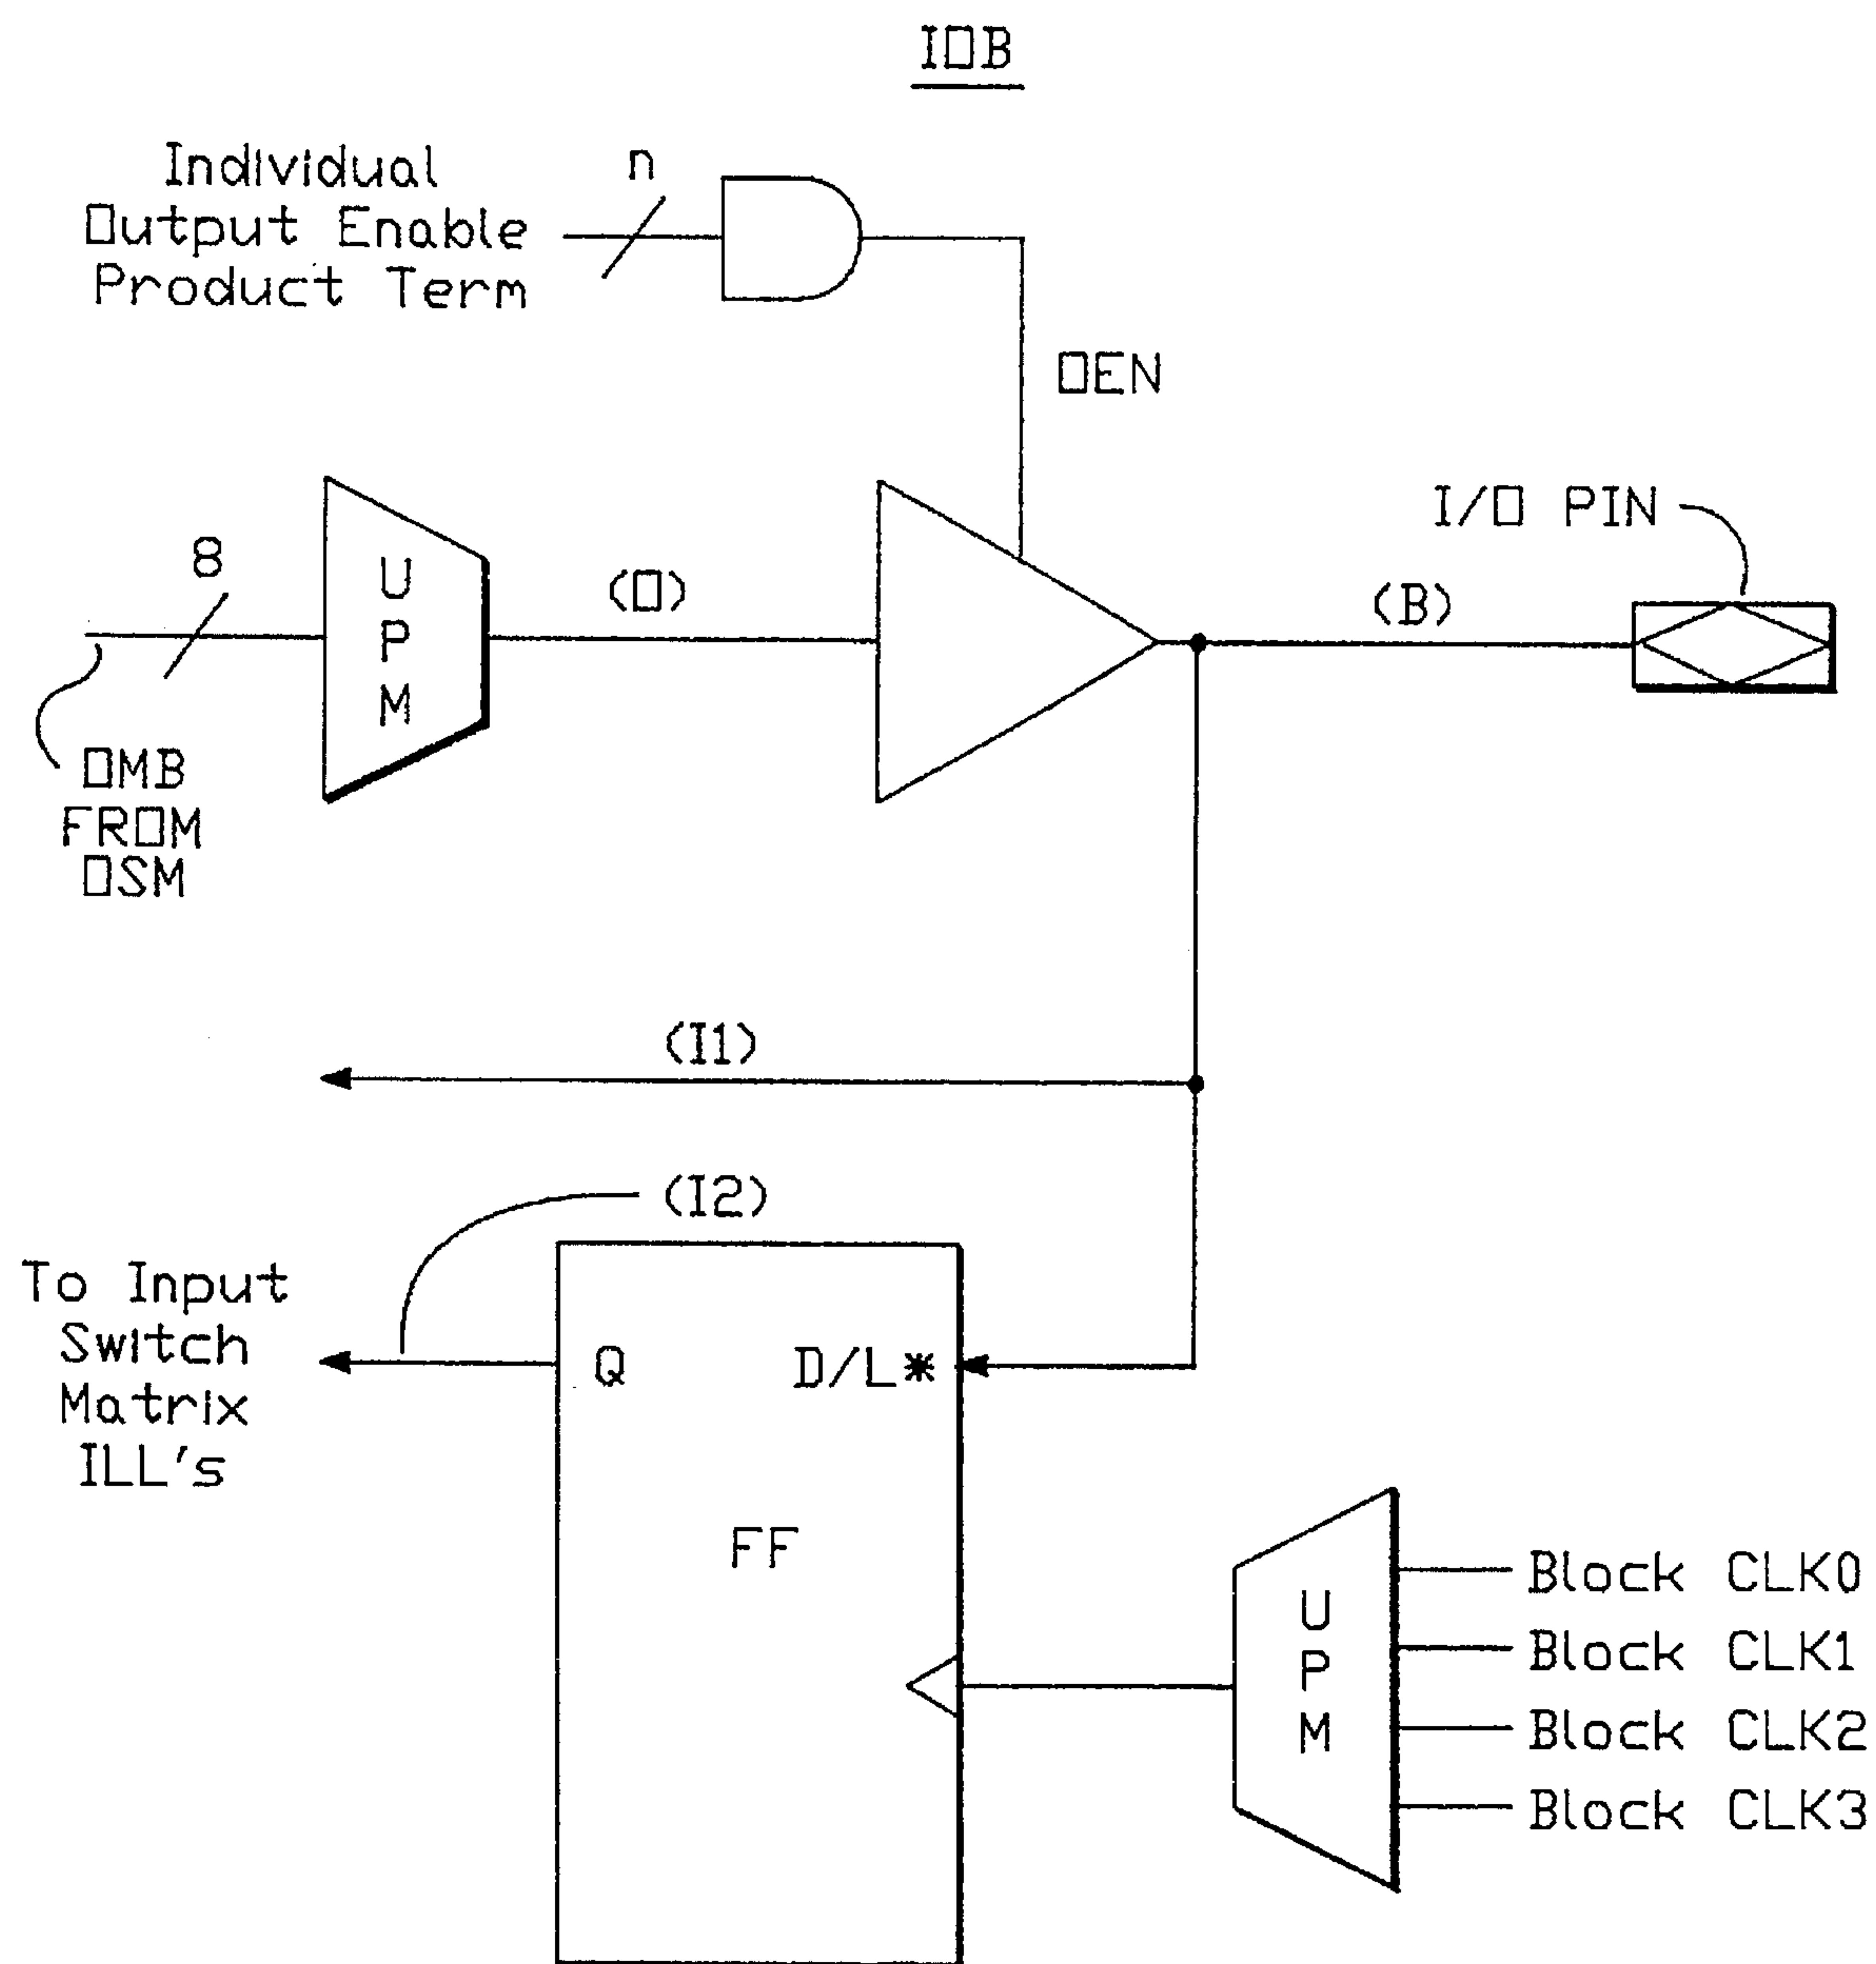 IOB
Individual
Output Enable
Product Term
n
OEN
I/O PIN
8
U
P
M
(O)
(B)
OMB
FROM
OSM
(I1)
(I2)
To Input
Switch
Matrix
ILL's
Q
D/L*
FF
U
P
M
Block CLK0
Block CLK1
Block CLK2
Block CLK3